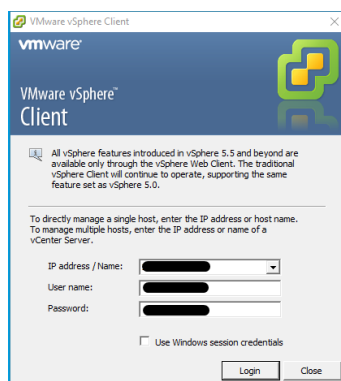 VMware vSphere Client
vmware®
VMware vSphere™
Client
All vSphere features introduced in vSphere 5.5 and beyond are
available only through the vSphere Web Client. The traditional
vSphere Client will continue to operate, supporting the same
feature set as vSphere 5.0.
To directly manage a single host, enter the IP address or host name.
To manage multiple hosts, enter the IP address or name of a
vCenter Server.
IP address / Name:
User name:
Password:
Use Windows session credentials
Login Close